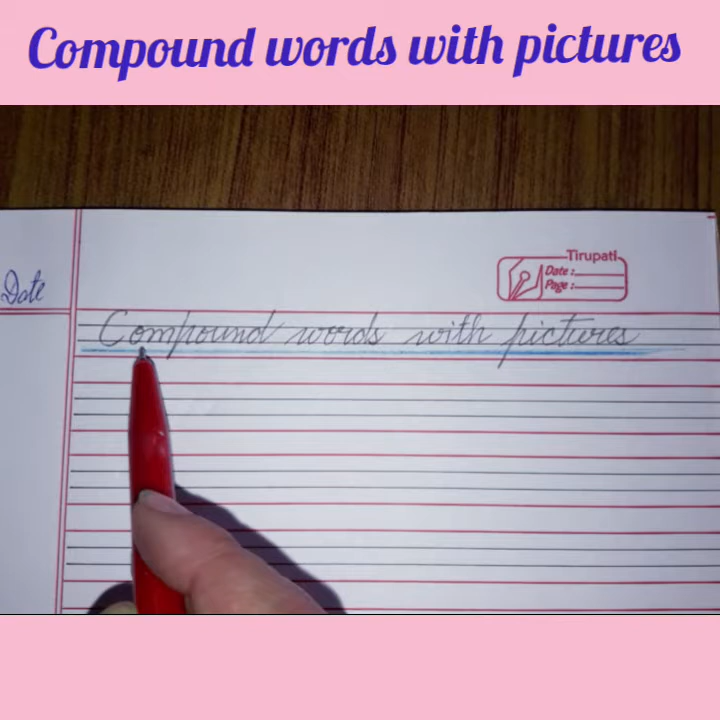 Compound words with pictures
Tirupati
Date :
Page :
Date
Compound words with pictures